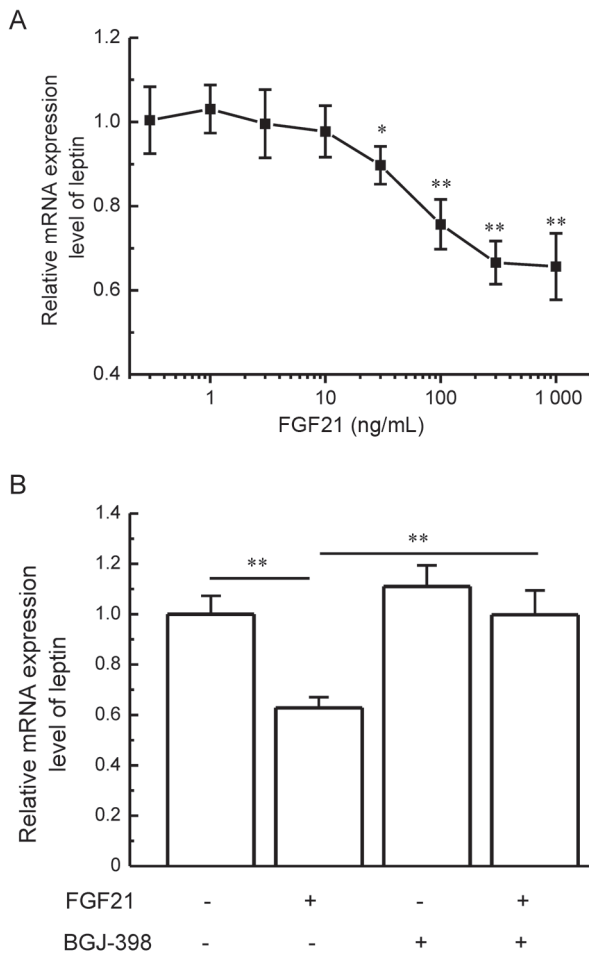 A
Relative mRNA expression
level of leptin
1.2
1.0
0.8
0.6
0.4
*
**
**
**
1
10
100
1 000
FGF21 (ng/mL)
B
Relative mRNA expression
level of leptin
1.4
1.2
1.0
0.8
0.6
0.4
0.2
0
**
**
FGF21 - + - +
BGJ-398 - - + +